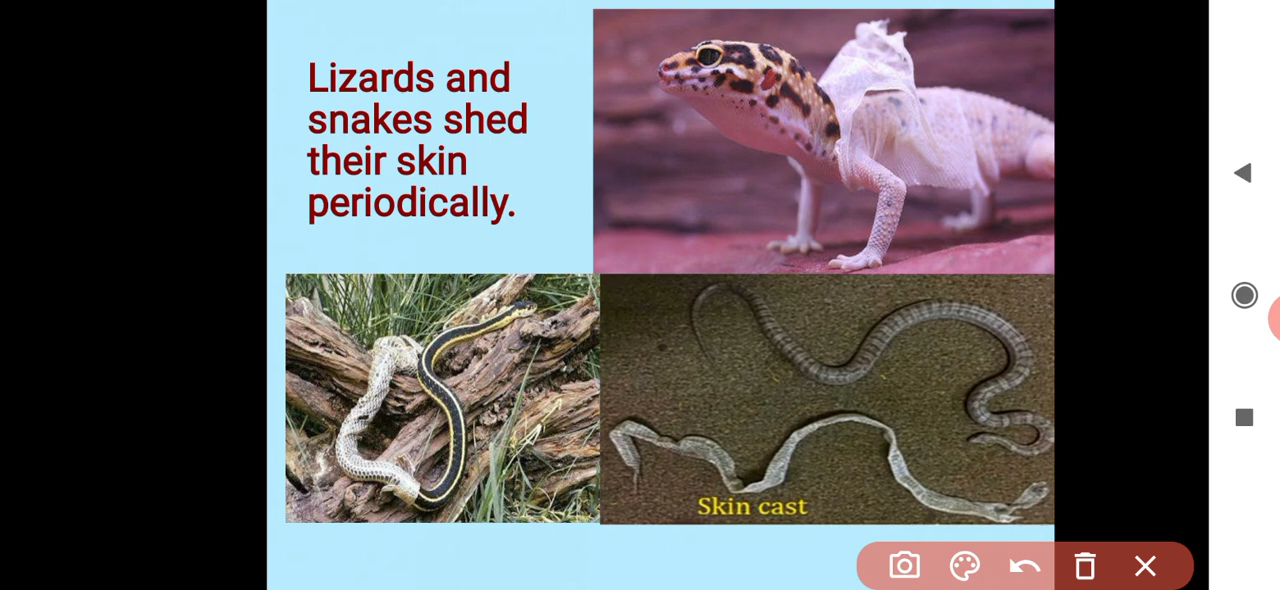 Lizards and
snakes shed
their skin
periodically.
Skin cast